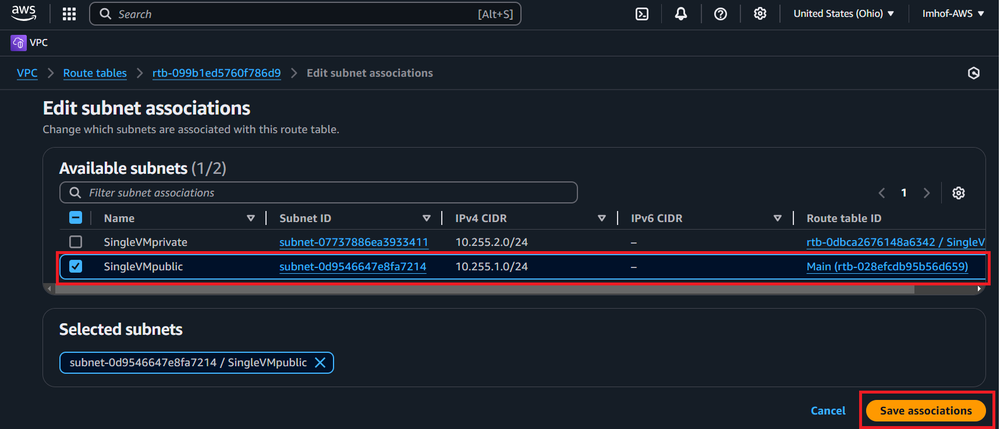 aws Search [Alt+S] United States (Ohio) Imhof-AWS
VPC
VPC Route tables rtb-099b1ed5760f786d9 Edit subnet associations
Edit subnet associations
Change which subnets are associated with this route table.
Available subnets (1/2)
Filter subnet associations 1
Name Subnet ID IPv4 CIDR IPv6 CIDR Route table ID
SingleVMprivate subnet-07737886ea3933411 10.255.2.0/24 – rtb-0dbca2676148a6342 / SingleV
SingleVMpublic subnet-0d9546647e8fa7214 10.255.1.0/24 – Main (rtb-028efcdb95b56d659)
Selected subnets
subnet-0d9546647e8fa7214 / SingleVMpublic
Cancel Save associations